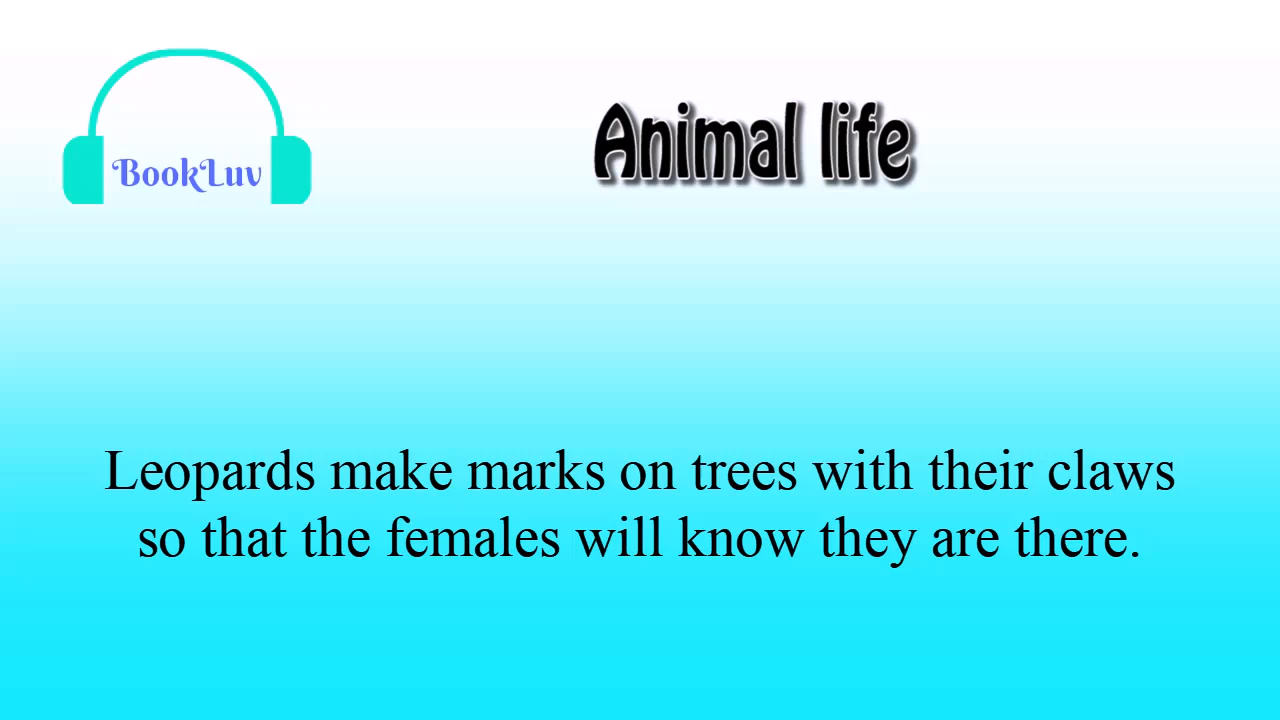 BookLuv
Animal life
Leopards make marks on trees with their claws
so that the females will know they are there.